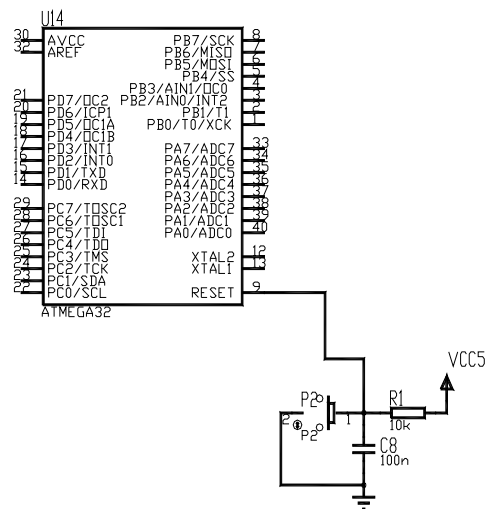 U14
30 AVCC PB7/SCK 8
32 AREF PB6/MISO 7
PB5/MOSI 6
PB4/SS 5
PB3/AIN1/OC0 4
21 PD7/OC2 PB2/AIN0/INT2 3
20 PD6/ICP1 PB1/T1 2
19 PD5/OC1A PB0/T0/XCK 1
18 PD4/OC1B
17 PD3/INT1 PA7/ADC7 33
16 PD2/INT0 PA6/ADC6 34
15 PD1/TXD PA5/ADC5 35
14 PD0/RXD PA4/ADC4 36
PA3/ADC3 37
29 PC7/TOSC2 PA2/ADC2 38
28 PC6/TOSC1 PA1/ADC1 39
27 PC5/TDI PA0/ADC0 40
26 PC4/TDO
25 PC3/TMS XTAL2 12
24 PC2/TCK XTAL1 13
23 PC1/SDA
22 PC0/SCL RESET 9
ATMEGA32
VCC5
P2 R1
2 1 10k
P2
C8
100n